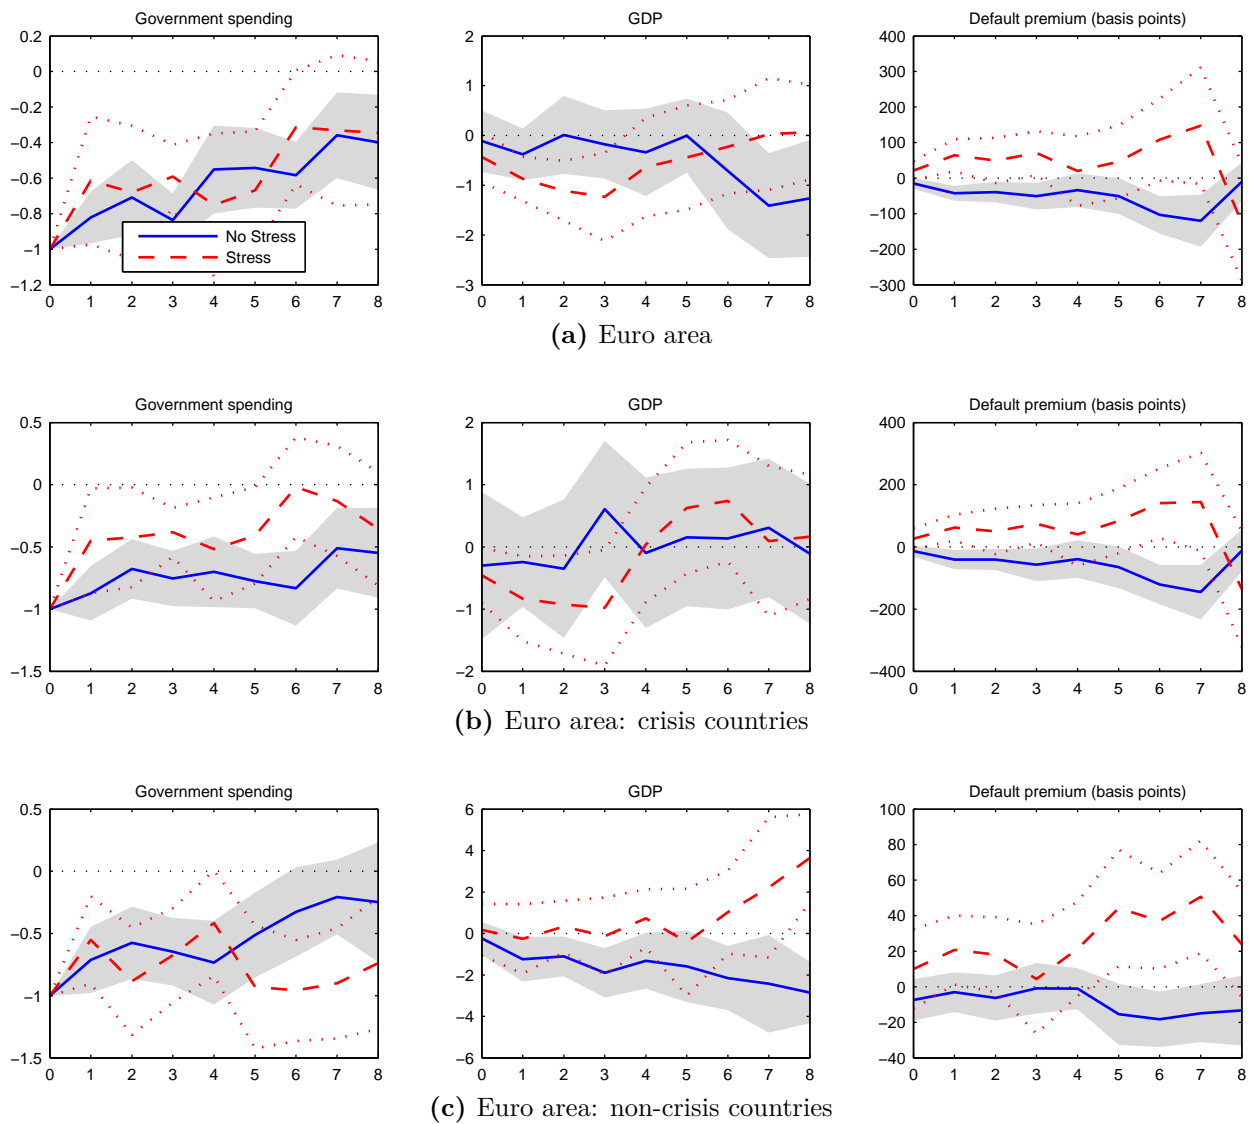 Government spending
GDP
Default premium (basis points)
0.2
0
−0.2
−0.4
−0.6
−0.8
−1
−1.2
0 1 2 3 4 5 6 7 8
No Stress
Stress
2
1
0
−1
−2
−3
0 1 2 3 4 5 6 7 8
400
300
200
100
0
−100
−200
−300
0 1 2 3 4 5 6 7 8
(a) Euro area
Government spending
GDP
Default premium (basis points)
0.5
0
−0.5
−1
−1.5
0 1 2 3 4 5 6 7 8
2
1
0
−1
−2
0 1 2 3 4 5 6 7 8
400
200
0
−200
−400
0 1 2 3 4 5 6 7 8
(b) Euro area: crisis countries
Government spending
GDP
Default premium (basis points)
0.5
0
−0.5
−1
−1.5
0 1 2 3 4 5 6 7 8
6
4
2
0
−2
−4
−6
0 1 2 3 4 5 6 7 8
100
80
60
40
20
0
−20
−40
0 1 2 3 4 5 6 7 8
(c) Euro area: non-crisis countries